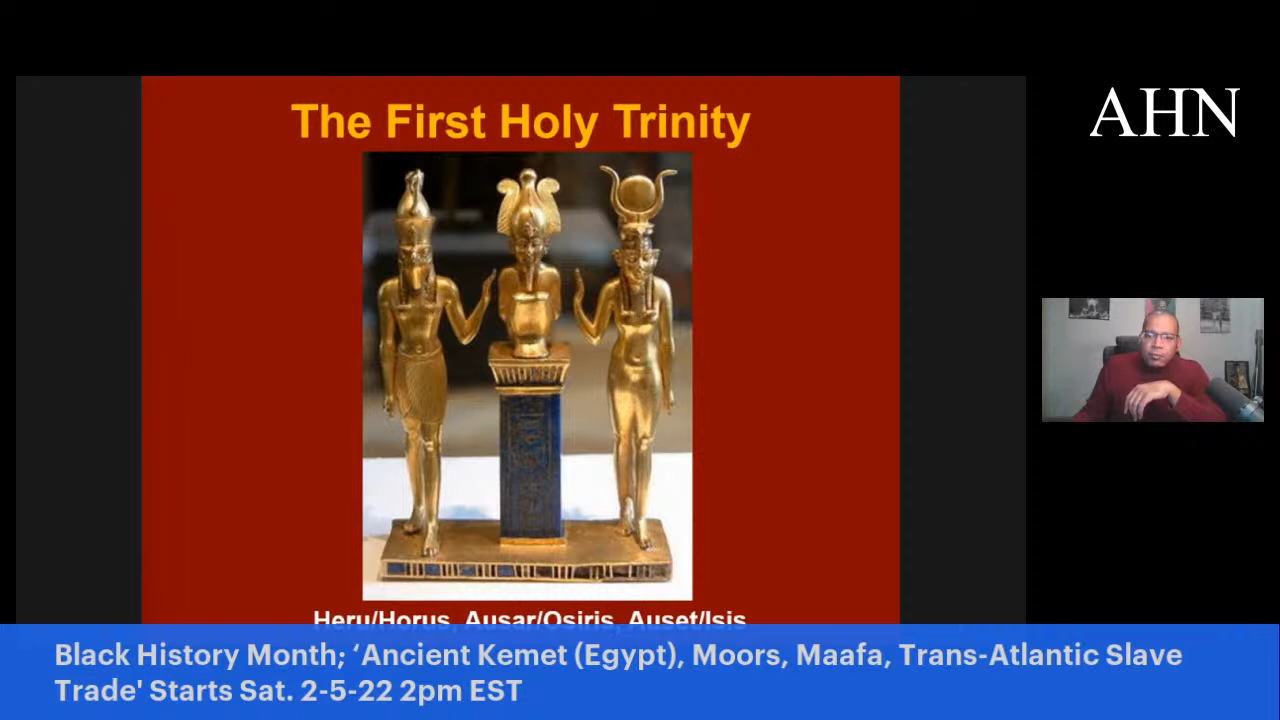 The First Holy Trinity
AHN
Heru/Horus, Ausar/Osiris, Auset/Isis
Black History Month; ‘Ancient Kemet (Egypt), Moors, Maafa, Trans-Atlantic Slave
Trade' Starts Sat. 2-5-22 2pm EST